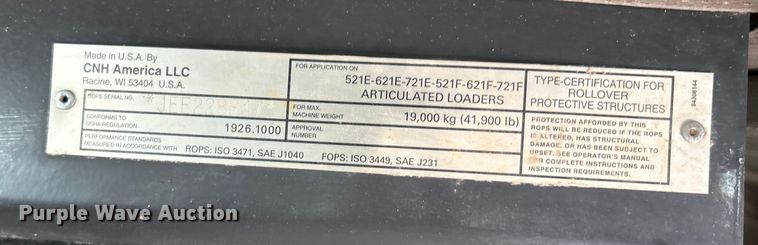 Made in U.S.A. By
CNH America LLC
Racine, WI 53404 U.S.A.
ROPS SERIAL NO.
CONFORMS TO
OSHA REGULATION
1926.1000
PERFORMANCE STANDARDS
MEASURED IN ACCORDANCE WITH
ROPS: ISO 3471, SAE J1040 FOPS: ISO 3449, SAE J231
FOR APPLICATION ON
521E-621E-721E-521F-621F-721F
ARTICULATED LOADERS
FOR MAX.
MACHINE WEIGHT
19,000 kg (41,900 lb)
APPROVAL
NUMBER
TYPE-CERTIFICATION FOR
ROLLOVER
PROTECTIVE STRUCTURES
PROTECTION AFFORDED BY THIS
ROPS WILL BE REDUCED IF THE ROPS
IS ALTERED, HAS STRUCTURAL
DAMAGE, OR HAS BEEN SUBJECT TO
UPSET. SEE OPERATOR'S MANUAL
FOR COMPLETE INSTRUCTIONS AND
INSPECTION REQUIREMENTS.
Purple Wave Auction